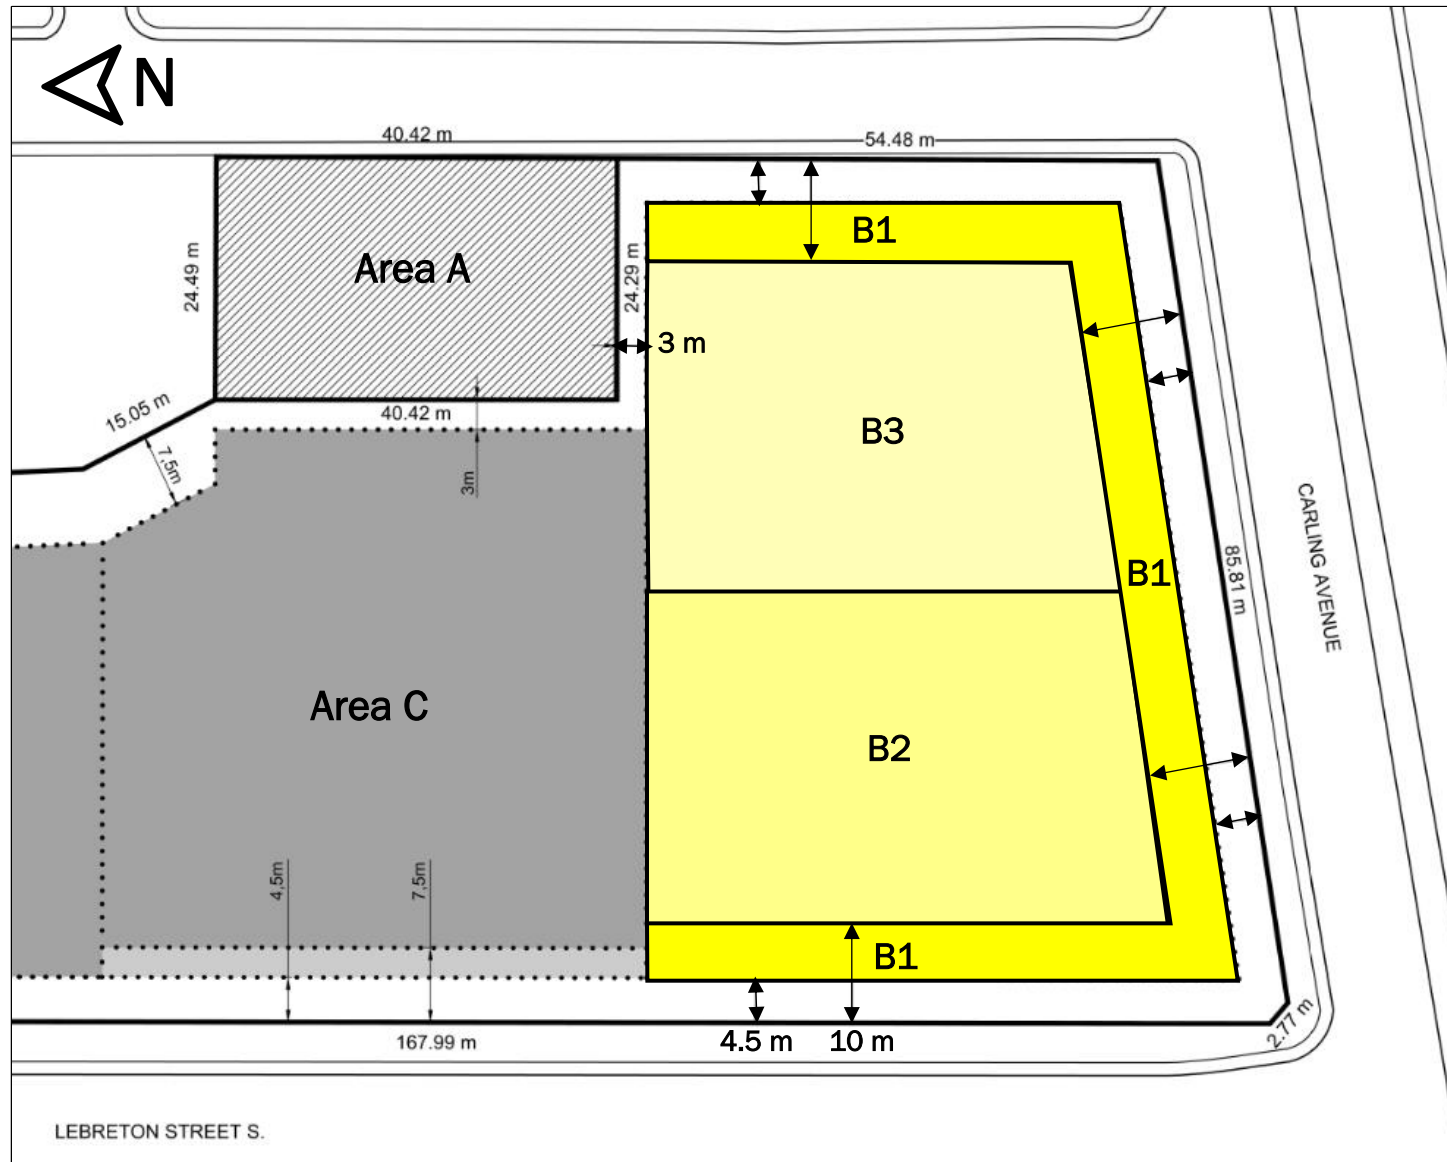 N
40.42 m
54.48 m
B1
24.49 m
Area A
24.29 m
3 m
15.05 m
40.42 m
7,5m
3m
B3
CARLING AVENUE
85.81 m
B1
Area C
B2
4,5m
7,5m
B1
2.77 m
167.99 m
4.5 m
10 m
LEBRETON STREET S.